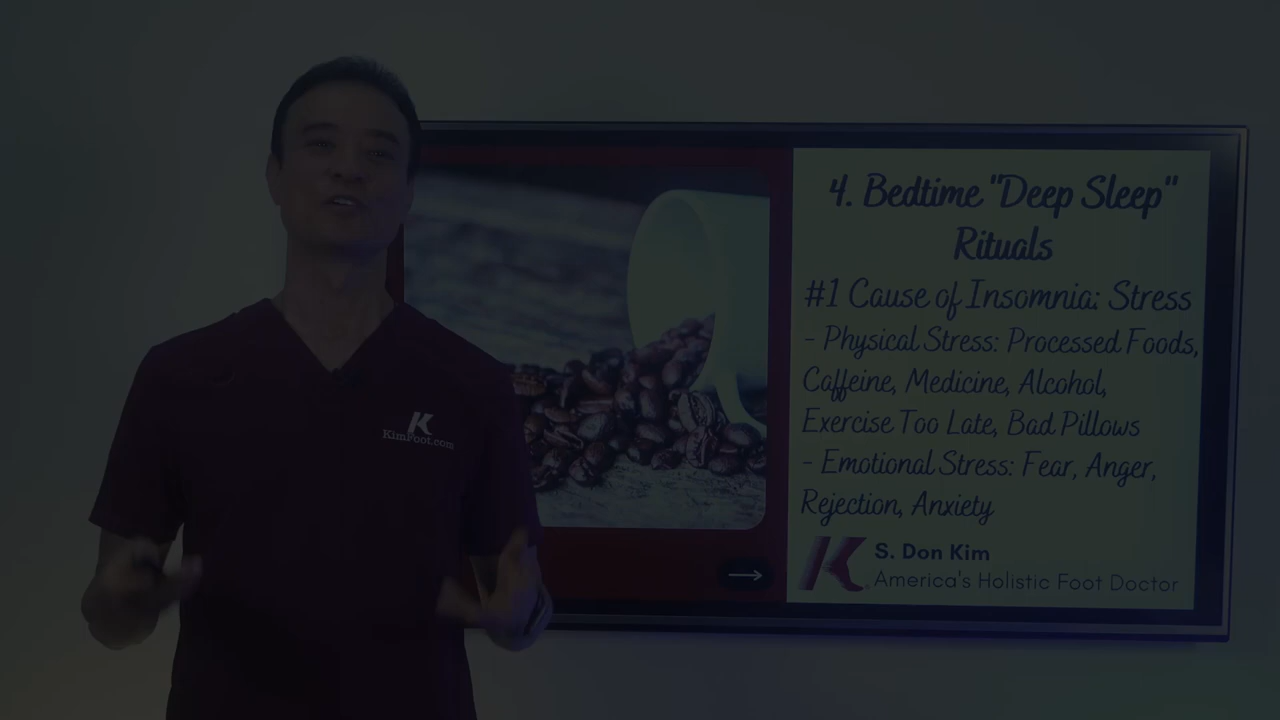 4. Bedtime "Deep Sleep"
Rituals
#1 Cause of Insomnia: Stress
- Physical Stress: Processed Foods,
Caffeine, Medicine, Alcohol,
Exercise Too Late, Bad Pillows
- Emotional Stress: Fear, Anger,
Rejection, Anxiety
K
S. Don Kim
America's Holistic Foot Doctor
K
KimFoot.com